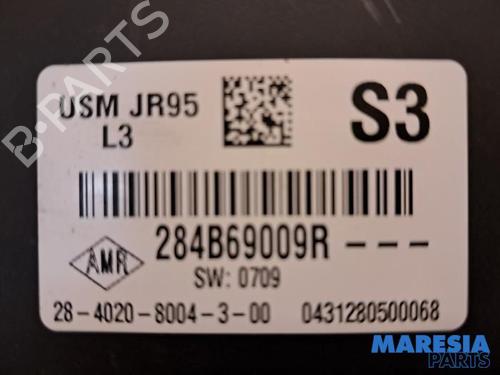 USM JR95
L3
S3
284B69009R---
AMR
SW: 0709
28-4020-8004-3-00 0431280500068
B-PARTS
MARESIA
PARTS